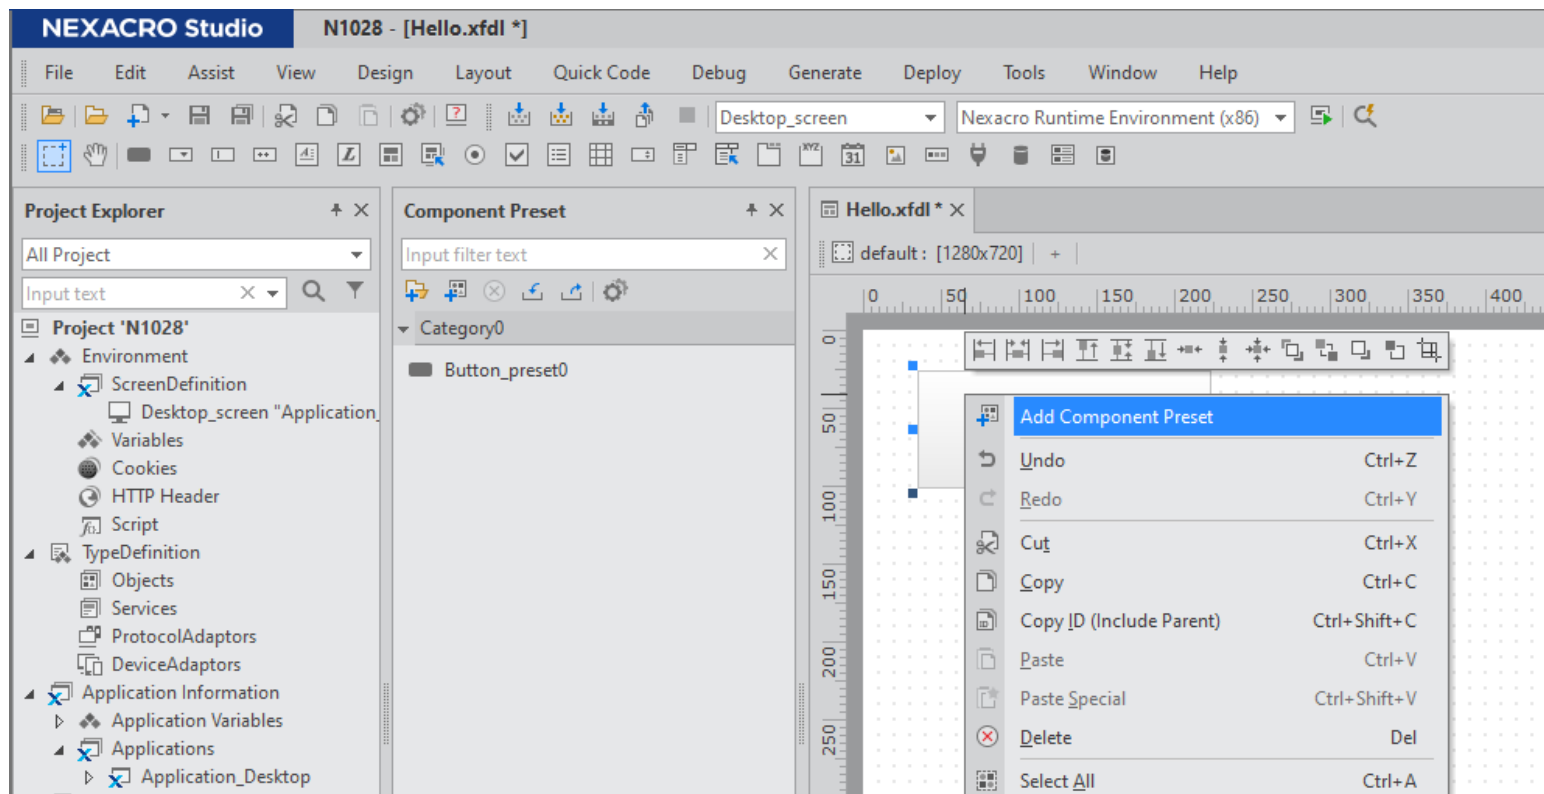 NEXACRO Studio N1028 - [Hello.xfdl *]
File Edit Assist View Design Layout Quick Code Debug Generate Deploy Tools Window Help
Desktop_screen Nexacro Runtime Environment (x86)
Project Explorer
All Project
Input text
Project 'N1028'
Environment
ScreenDefinition
Desktop_screen "Application_
Variables
Cookies
HTTP Header
Script
TypeDefinition
Objects
Services
ProtocolAdaptors
DeviceAdaptors
Application Information
Application Variables
Applications
Application_Desktop
Component Preset
Input filter text
Category0
Button_preset0
Hello.xfdl *
default : [1280x720] +
0 50 100 150 200 250 300 350 400
0
50
100
150
200
250
Add Component Preset
Undo Ctrl+Z
Redo Ctrl+Y
Cut Ctrl+X
Copy Ctrl+C
Copy ID (Include Parent) Ctrl+Shift+C
Paste Ctrl+V
Paste Special Ctrl+Shift+V
Delete Del
Select All Ctrl+A